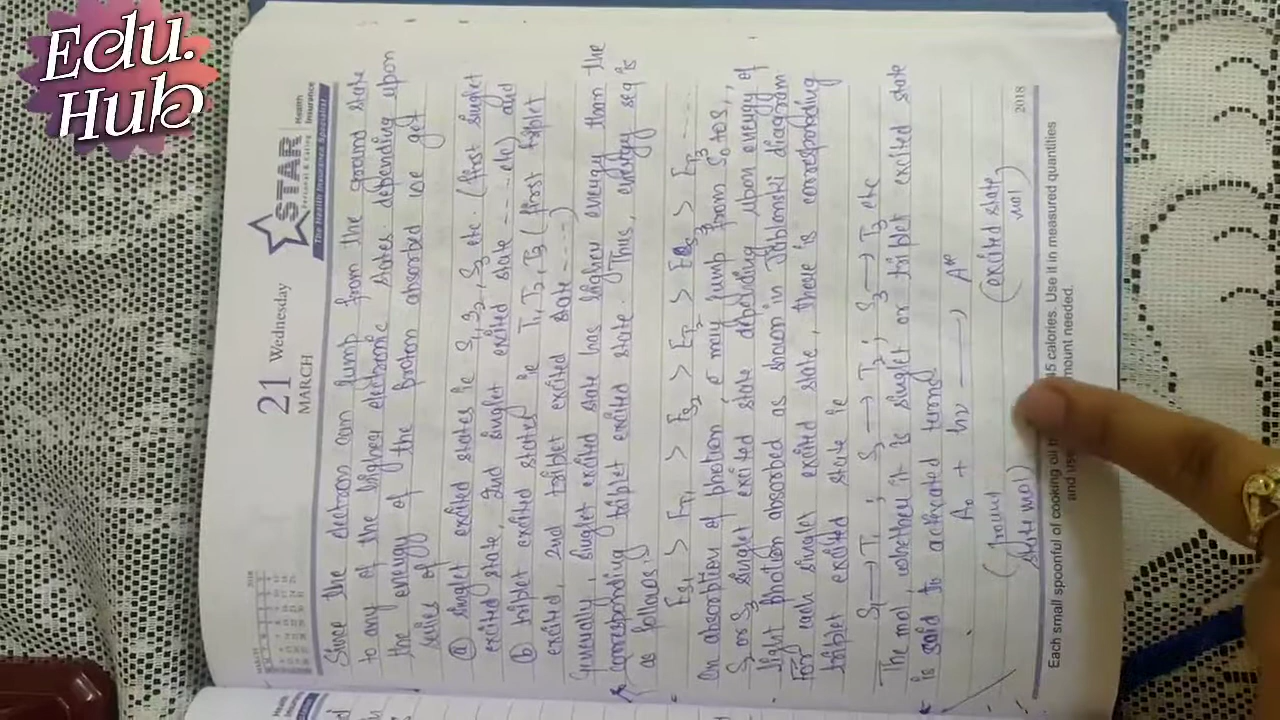 Edu.
Hub
MARCH 2018
21 Wednesday
MARCH
STAR Health Insurance
Personal & Caring
The Health Insurance Specialist
Since the electron can jump from the ground state
to any of the higher electronic states depending upon
the energy of the photon absorbed we get
series of
(a) singlet excited states ie S1, S2, S3 etc. (first singlet
excited state, 2nd singlet excited state --- etc) and
(b) triplet excited states ie T1, T2, T3 (first triplet
excited, 2nd triplet excited state ----)
Generally, singlet excited state has higher energy than the
corresponding triplet excited state. Thus, energy seq is
as follows:
ES1 > ET1 > ES2 > ET2 > ES3 > ET3 -----
On absorption of photon e may jump from S0 to S1,
S2 or S3 singlet excited state depending upon energy of
light photon absorbed as shown in Jablonski diagram
For each singlet excited state, there is corresponding
triplet excited state ie
S1 → T1 ; S2 → T2 ; S3 → T3 etc
The mol, whether it is singlet or triplet excited state
is said to activated terms
A0 + hν → A*
(ground state mol) (excited state mol)
2018
Each small spoonful of cooking oil 45 calories. Use it in measured quantities
and use amount needed.